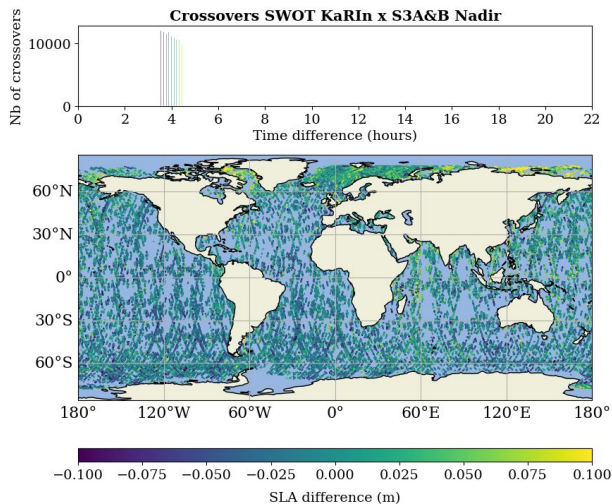 Crossovers SWOT KaRIn x S3A&B Nadir
Nb of crossovers
10000
0
0 2 4 6 8 10 12 14 16 18 20 22
Time difference (hours)
60°N
30°N
0°
30°S
60°S
180° 120°W 60°W 0° 60°E 120°E 180°
−0.100 −0.075 −0.050 −0.025 0.000 0.025 0.050 0.075 0.100
SLA difference (m)